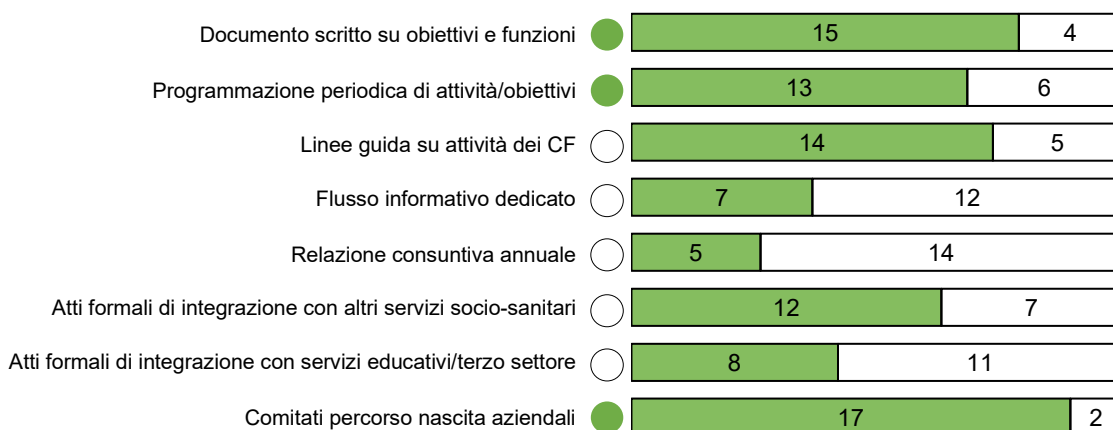 Documento scritto su obiettivi e funzioni 15 4
Programmazione periodica di attività/obiettivi 13 6
Linee guida su attività dei CF 14 5
Flusso informativo dedicato 7 12
Relazione consuntiva annuale 5 14
Atti formali di integrazione con altri servizi socio-sanitari 12 7
Atti formali di integrazione con servizi educativi/terzo settore 8 11
Comitati percorso nascita aziendali 17 2